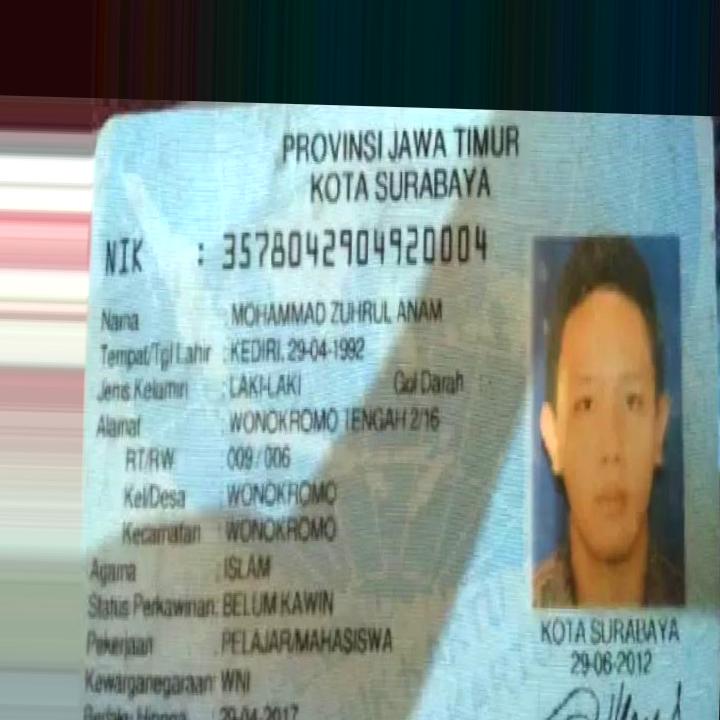 PROVINSI JAWA TIMUR
KOTA SURABAYA
NIK : 3578042904920004
Nama : MOHAMMAD ZUHRUL ANAM
Tempat/Tgl Lahir : KEDIRI, 29-04-1992
Jenis Kelamin : LAKI-LAKI Gol Darah : -
Alamat : WONOKROMO TENGAH 2/16
RT/RW : 009 / 006
Kel/Desa : WONOKROMO
Kecamatan : WONOKROMO
Agama : ISLAM
Status Perkawinan: BELUM KAWIN
Pekerjaan : PELAJAR/MAHASISWA
Kewarganegaraan: WNI
Berlaku Hingga : 29-04-2017
KOTA SURABAYA
29-06-2012